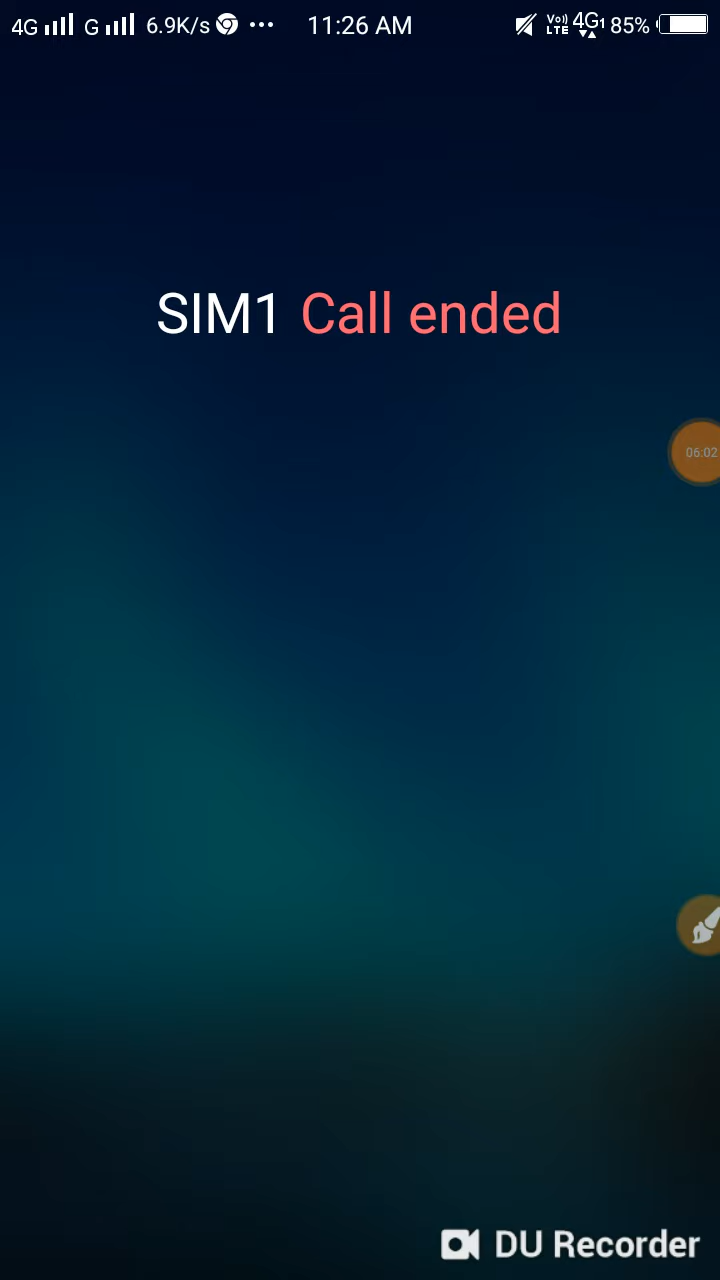 4G G 6.9K/s ... 11:26 AM Vo)) LTE 4G1 85%
SIM1 Call ended
06:02
DU Recorder